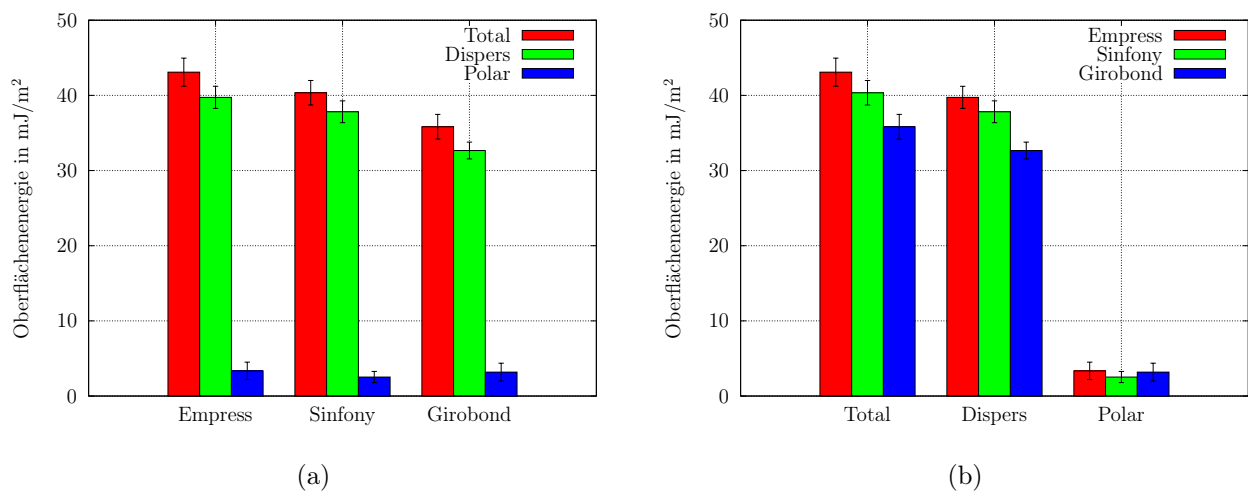 50
40
30
20
10
0
Oberflächenenergie in mJ/m²
Total
Dispers
Polar
Empress
Sinfony
Girobond
(a)
50
40
30
20
10
0
Oberflächenenergie in mJ/m²
Empress
Sinfony
Girobond
Total
Dispers
Polar
(b)